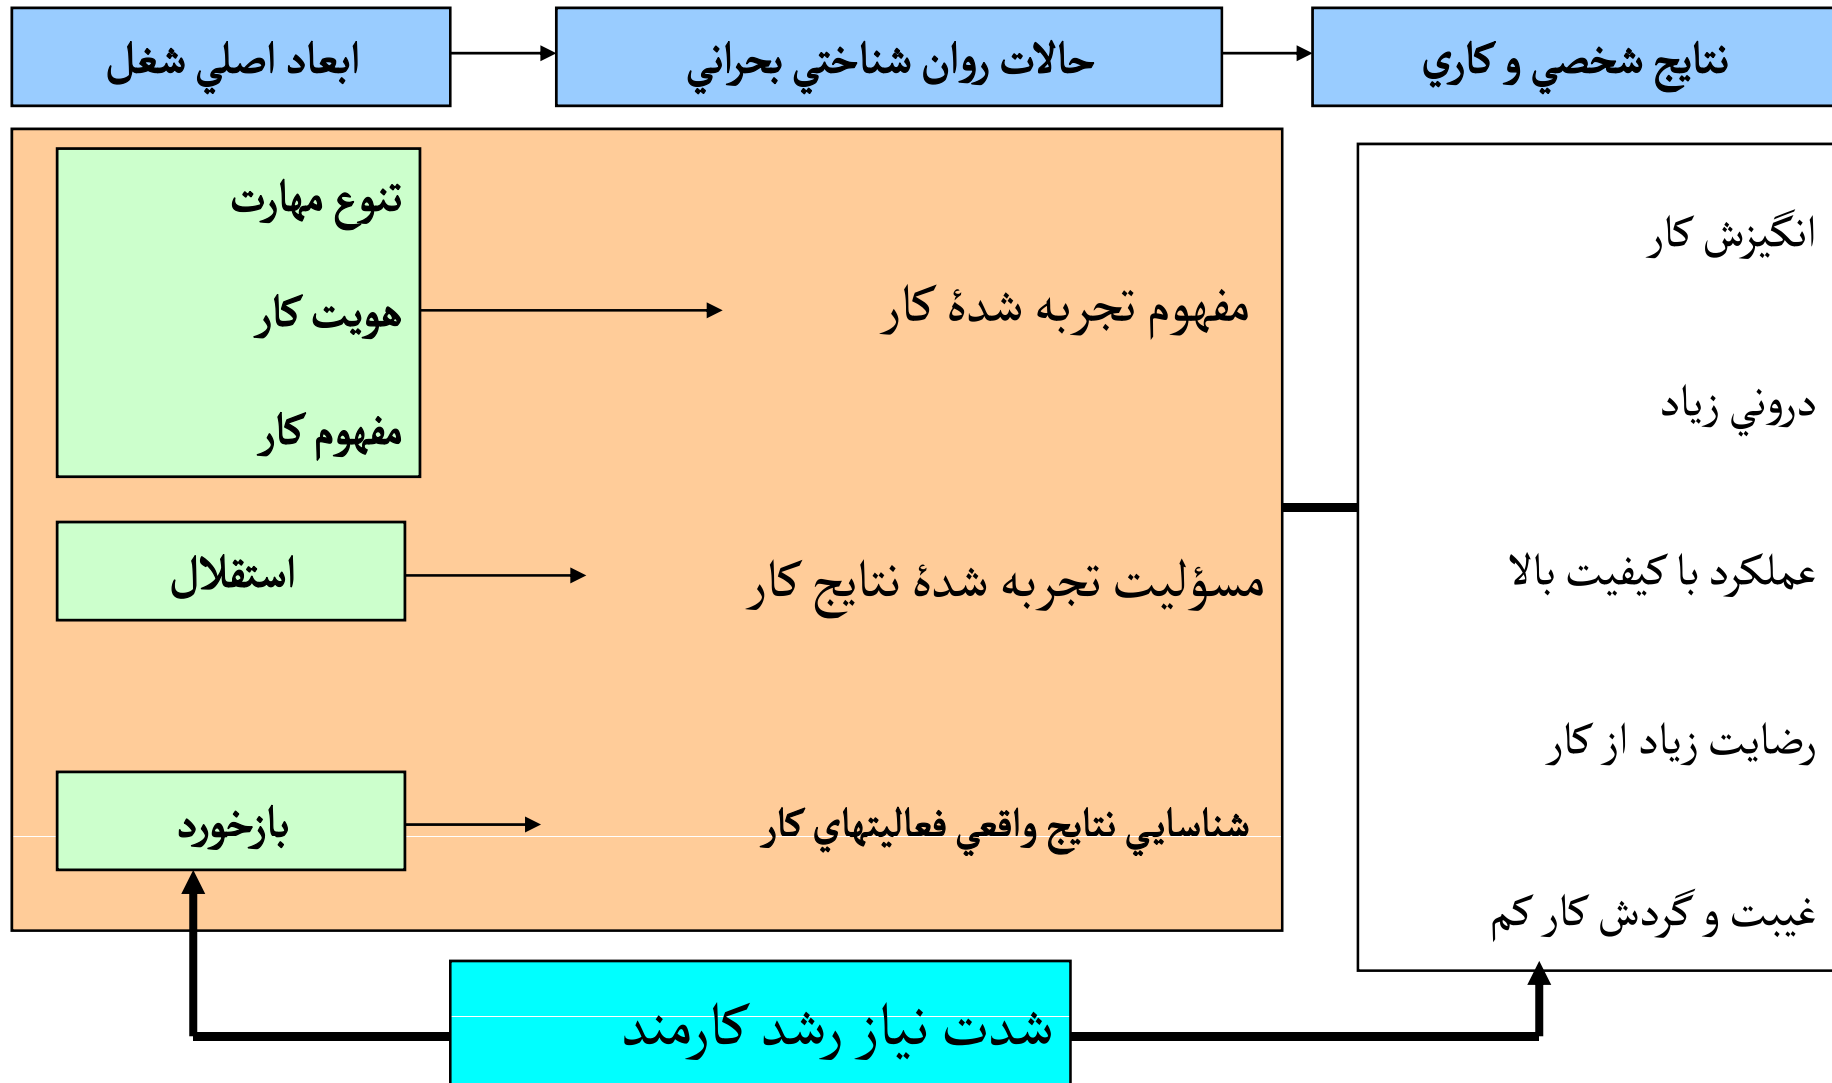 ابعاد اصلي شغل
حالات روان شناختي بحراني
نتايج شخصي و كاري
تنوع مهارت
هويت كار
مفهوم كار
مفهوم تجربه شدۀ كار
استقلال
مسؤليت تجربه شدۀ نتايج كار
بازخورد
شناسايي نتايج واقعي فعاليتهاي كار
انگيزش كار
دروني زياد
عملكرد با كيفيت بالا
رضايت زياد از كار
غيبت و گردش كار كم
شدت نياز رشد كارمند